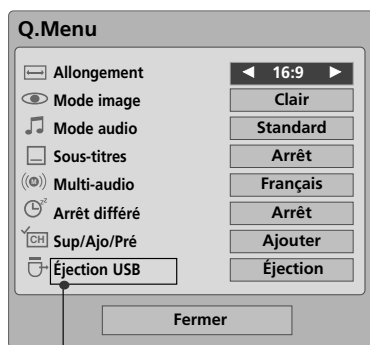 Q.Menu
Allongement ◄ 16:9 ►
Mode image Clair
Mode audio Standard
Sous-titres Arrêt
Multi-audio Français
Arrêt différé Arrêt
CH Sup/Ajo/Pré Ajouter
Éjection USB Éjection
Fermer